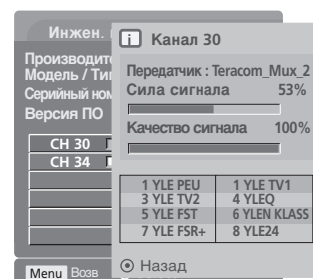 Инжен.
Производит
Модель / Ти
Серийный ном
Версия ПО
CH 30
CH 34
Menu Возв
i Канал 30
Передатчик : Teracom_Mux_2
Сила сигнала 53%
Качество сигнала 100%
1 YLE PEU 1 YLE TV1
3 YLE TV2 4 YLEQ
5 YLE FST 6 YLEN KLASS
7 YLE FSR+ 8 YLE24
Назад